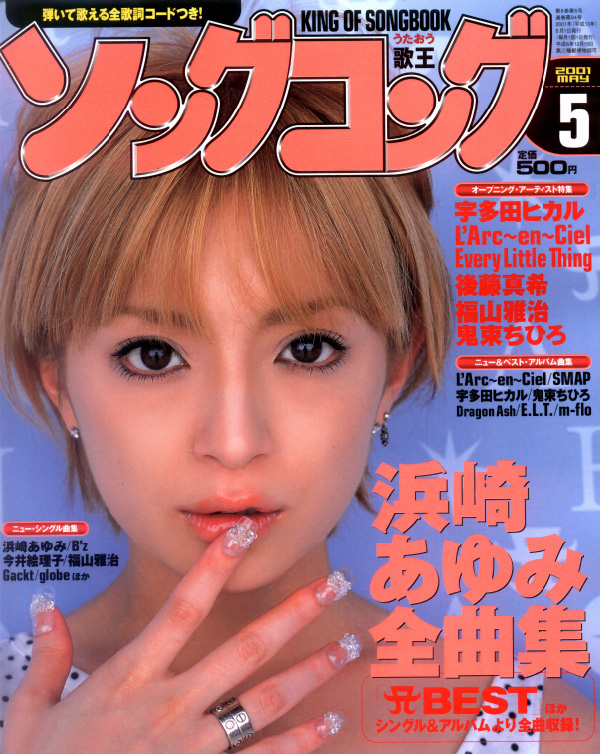 弾いて歌える全歌詞コードつき!
KING OF SONGBOOK
うたおう
歌王
ソングコング
2001
MAY
5
定価
500円
オープニング・アーティスト特集
宇多田ヒカル
L'Arc~en~Ciel
Every Little Thing
後藤真希
福山雅治
鬼束ちひろ
ニュー&ベスト・アルバム曲集
L'Arc~en~Ciel/SMAP
宇多田ヒカル/鬼束ちひろ
Dragon Ash/E.L.T./m-flo
ニュー・シングル曲集
浜崎あゆみ/B'z
今井絵理子/福山雅治
Gackt/globe ほか
浜崎
あゆみ
全曲集
A BEST ほか
シングル&アルバムより全曲収録!